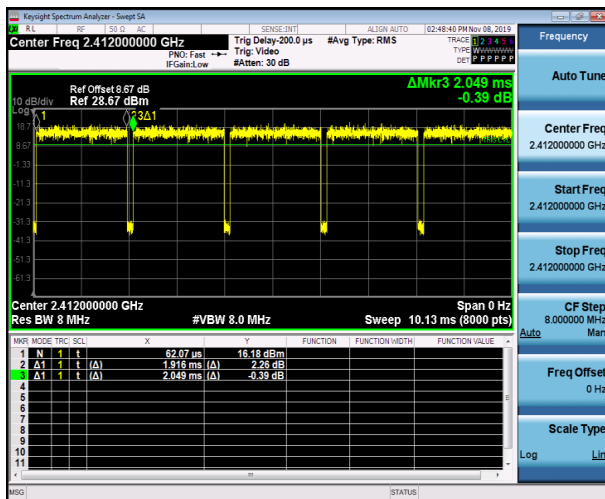 Keysight Spectrum Analyzer - Swept SA
RL RF 50 Ω AC SENSE:INT ALIGN AUTO 02:48:40 PM Nov 08, 2019
Center Freq 2.412000000 GHz
PNO: Fast
IFGain:Low
Trig Delay-200.0 µs
Trig: Video
#Atten: 30 dB
#Avg Type: RMS
TRACE 1 2 3 4 5 6
TYPE W
DET P P P P P P
Ref Offset 8.67 dB
10 dB/div Ref 28.67 dBm
Log
ΔMkr3 2.049 ms
-0.39 dB
1
23Δ1
18.7
8.67
-1.33
-11.3
-21.3
-31.3
-41.3
-51.3
-61.3
Center 2.412000000 GHz Span 0 Hz
Res BW 8 MHz #VBW 8.0 MHz Sweep 10.13 ms (8000 pts)
MKR MODE TRC SCL X Y FUNCTION FUNCTION WIDTH FUNCTION VALUE
1 N 1 t 62.07 µs 16.18 dBm
2 Δ1 1 t (Δ) 1.916 ms (Δ) 2.26 dB
3 Δ1 1 t (Δ) 2.049 ms (Δ) -0.39 dB
4
5
6
7
8
9
10
11
MSG STATUS
Frequency
Auto Tune
Center Freq
2.412000000 GHz
Start Freq
2.412000000 GHz
Stop Freq
2.412000000 GHz
CF Step
8.000000 MHz
Auto Man
Freq Offset
0 Hz
Scale Type
Log Lin